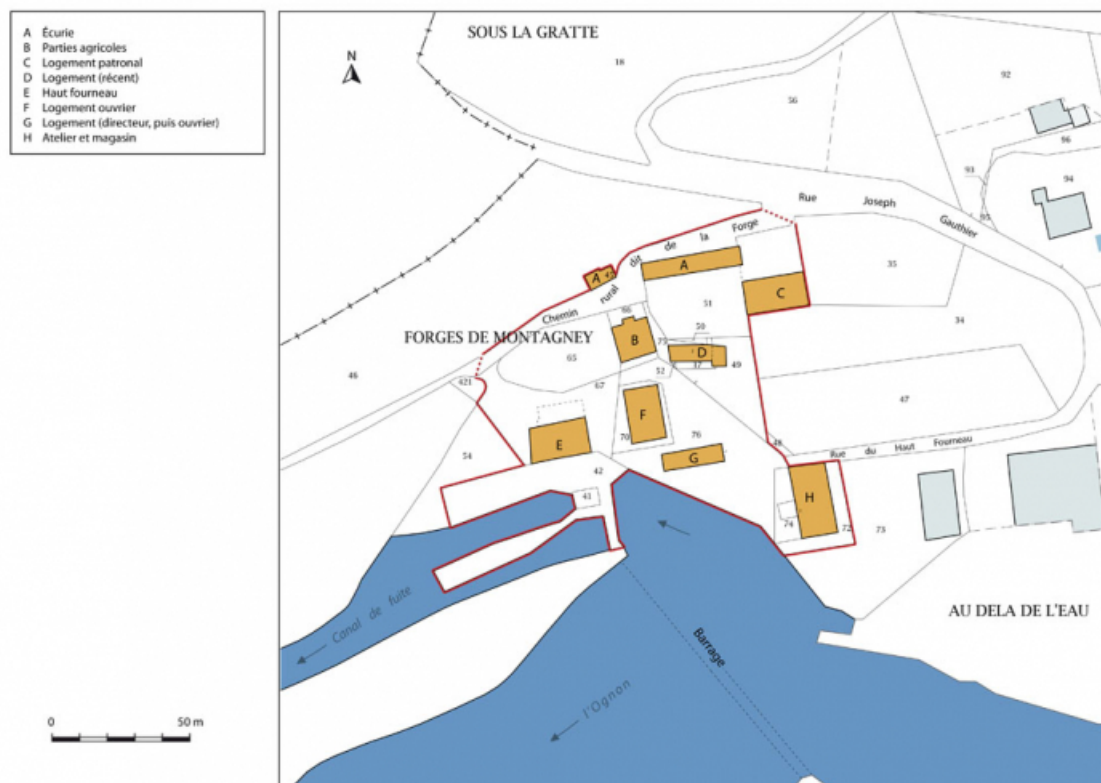 A Écurie
B Parties agricoles
C Logement patronal
D Logement (récent)
E Haut fourneau
F Logement ouvrier
G Logement (directeur, puis ouvrier)
H Atelier et magasin
SOUS LA GRATTE
18
92
N
56
96
93
94
95
Rue Joseph Gauthier
Chemin rural dit de la Forge
A
A
35
C
51
86
50
34
FORGES DE MONTAGNEY
B
75
D
65
52
49
46
421
67
47
F
76
70
48
Rue du Haut Fourneau
E
G
54
42
41
H
74
72
73
AU DELA DE L'EAU
Canal de fuite
Barrage
l'Ognon
0 50 m